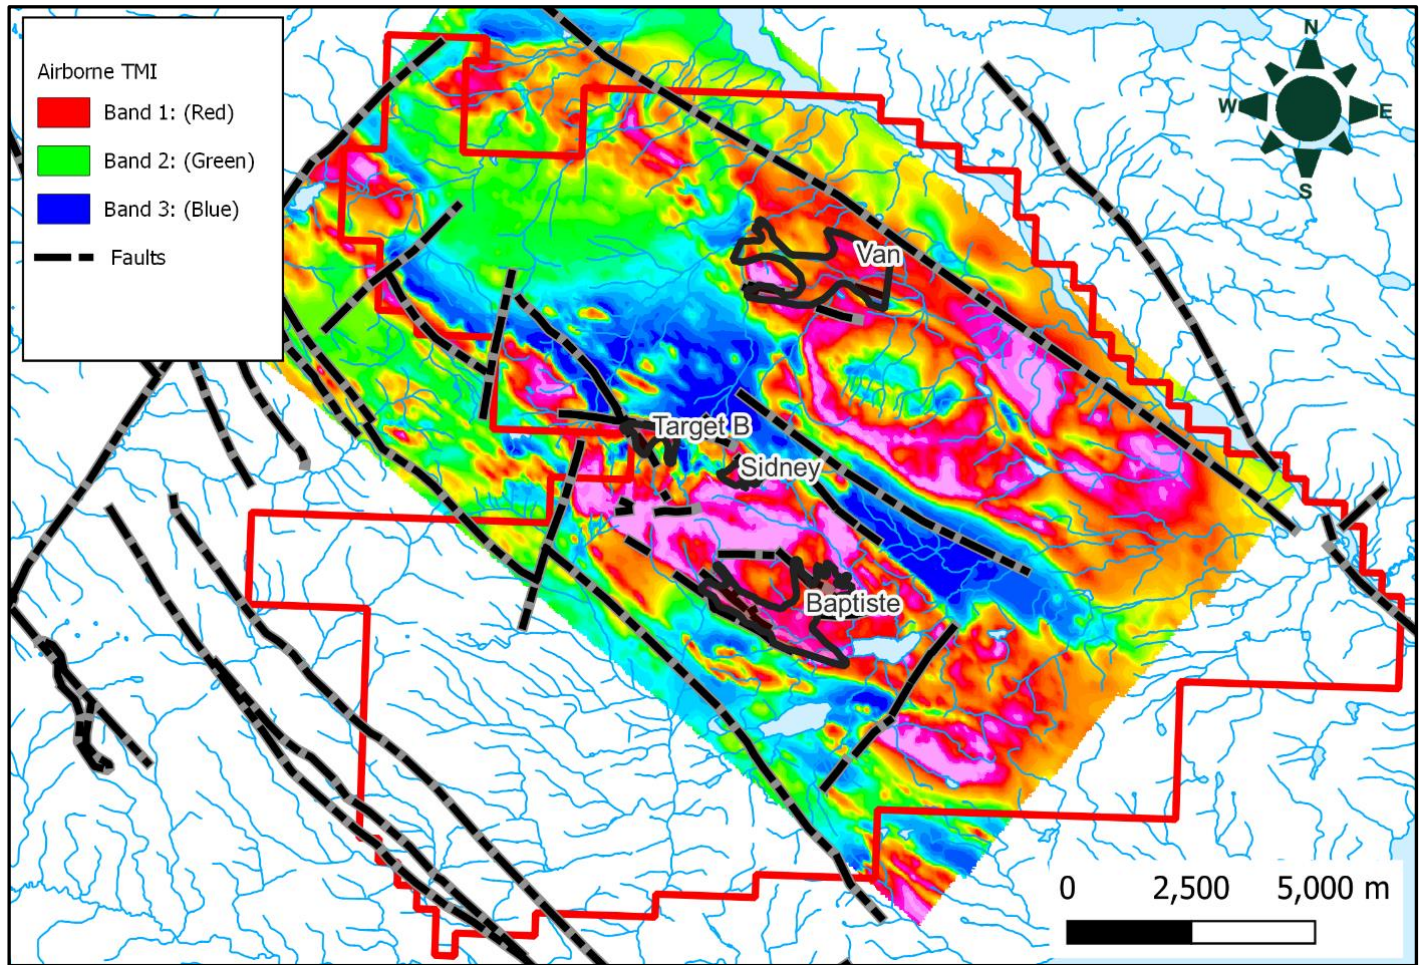 Airborne TMI
Band 1: (Red)
Band 2: (Green)
Band 3: (Blue)
Faults
N
W
E
S
Van
Target B
Sidney
Baptiste
0 2,500 5,000 m